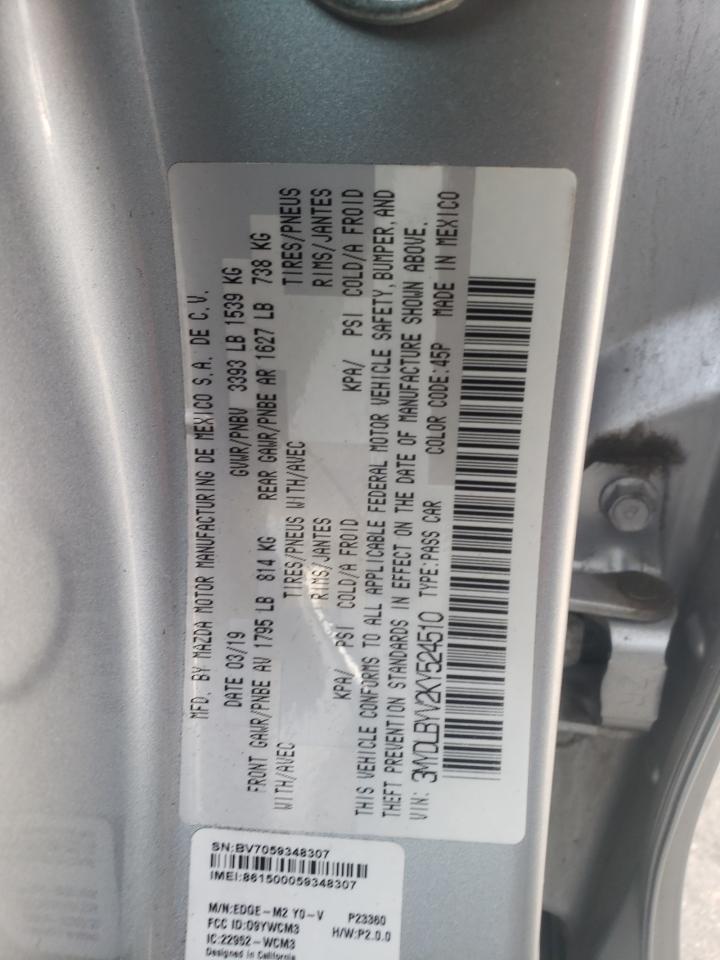 MFD. BY MAZDA MOTOR MANUFACTURING DE MEXICO S.A. DE C.V.
DATE 03/19 GVWR/PNBV 3393 LB 1539 KG
FRONT GAWR/PNBE AV 1795 LB 814 KG REAR GAWR/PNBE AR 1627 LB 738 KG
WITH/AVEC TIRES/PNEUS WITH/AVEC TIRES/PNEUS
RIMS/JANTES RIMS/JANTES
KPA/ PSI COLD/A FROID KPA/ PSI COLD/A FROID
THIS VEHICLE CONFORMS TO ALL APPLICABLE FEDERAL MOTOR VEHICLE SAFETY, BUMPER, AND
THEFT PREVENTION STANDARDS IN EFFECT ON THE DATE OF MANUFACTURE SHOWN ABOVE.
VIN: 3MYDLBYV2KY524510 TYPE:PASS CAR COLOR CODE:45P MADE IN MEXICO
SN:BV7059348307
IMEI:861500059348307
M/N:EDGE-M2 Y0-V P23360
FCC ID:O9YWCM3 H/W:P2.0.0
IC:22952-WCM3
Designed in California